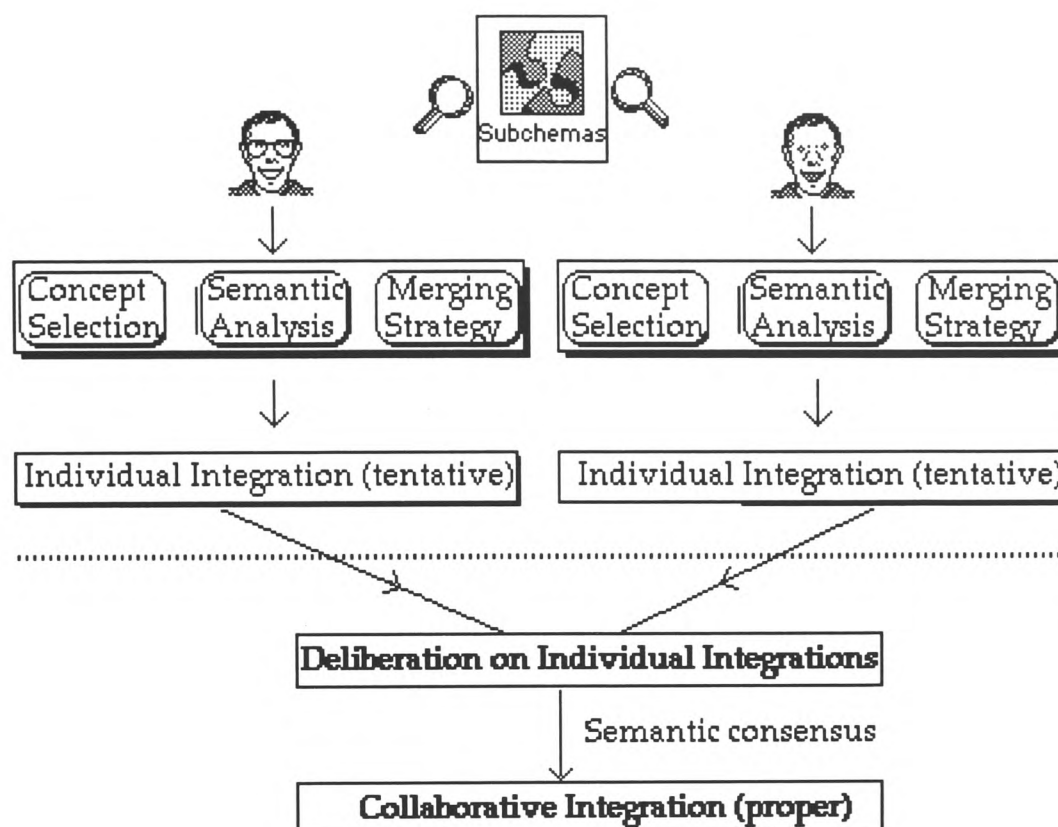 Subchemas
Concept
Selection
Semantic
Analysis
Merging
Strategy
Concept
Selection
Semantic
Analysis
Merging
Strategy
Individual Integration (tentative)
Individual Integration (tentative)
Deliberation on Individual Integrations
Semantic consensus
Collaborative Integration (proper)